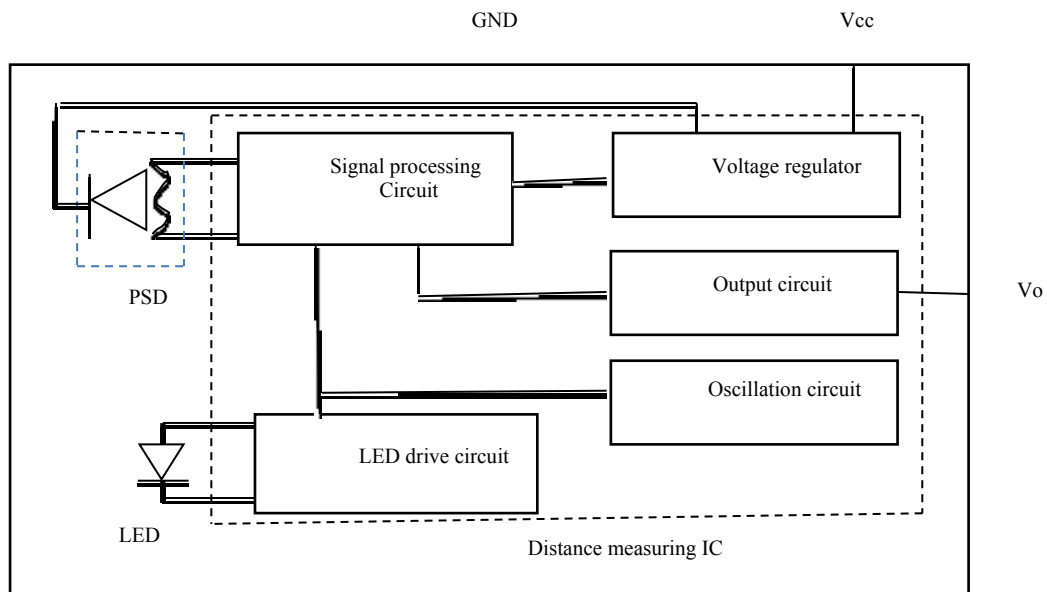 GND
Vcc
Signal processing
Circuit
Voltage regulator
PSD
Output circuit
Vo
Oscillation circuit
LED drive circuit
LED
Distance measuring IC